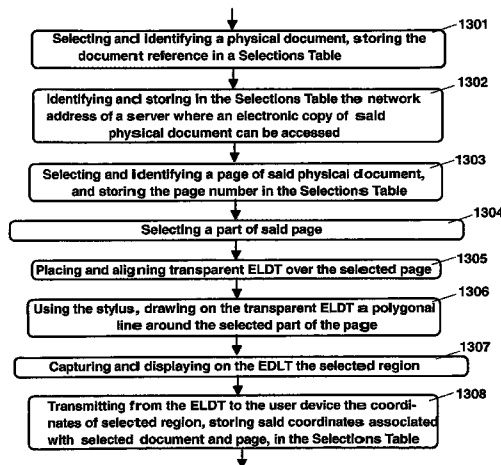 1301
Selecting and identifying a physical document, storing the
document reference in a Selections Table
1302
Identifying and storing in the Selections Table the network
address of a server where an electronic copy of said
physical document can be accessed
1303
Selecting and identifying a page of said physical document,
and storing the page number in the Selections Table
1304
Selecting a part of said page
1305
Placing and aligning transparent ELDT over the selected page
1306
Using the stylus, drawing on the transparent ELDT a polygonal
line around the selected part of the page
1307
Capturing and displaying on the EDLT the selected region
1308
Transmitting from the ELDT to the user device the coordi-
nates of selected region, storing said coordinates associated
with selected document and page, in the Selections Table